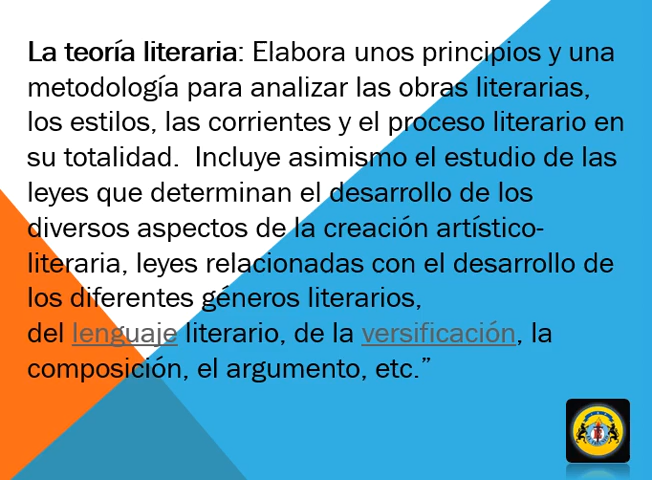 La teoría literaria: Elabora unos principios y una
metodología para analizar las obras literarias,
los estilos, las corrientes y el proceso literario en
su totalidad.  Incluye asimismo el estudio de las
leyes que determinan el desarrollo de los
diversos aspectos de la creación artístico-
literaria, leyes relacionadas con el desarrollo de
los diferentes géneros literarios,
del lenguaje literario, de la versificación, la
composición, el argumento, etc.”